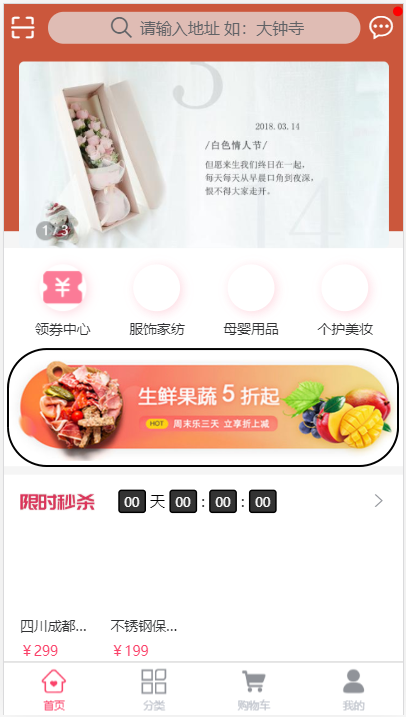 请输入地址 如：大钟寺
5
2018.03.14
/白色情人节/
但愿来生我们终日在一起，
每天每天从早晨口角到夜深，
恨不得大家走开。
14
1 / 3
¥
领券中心 服饰家纺 母婴用品 个护美妆
生鲜果蔬 5 折起
HOT 周末乐三天 立享折上减
限时秒杀 00 天 00 : 00 : 00
四川成都... 不锈钢保...
￥299 ￥199
首页 分类 购物车 我的